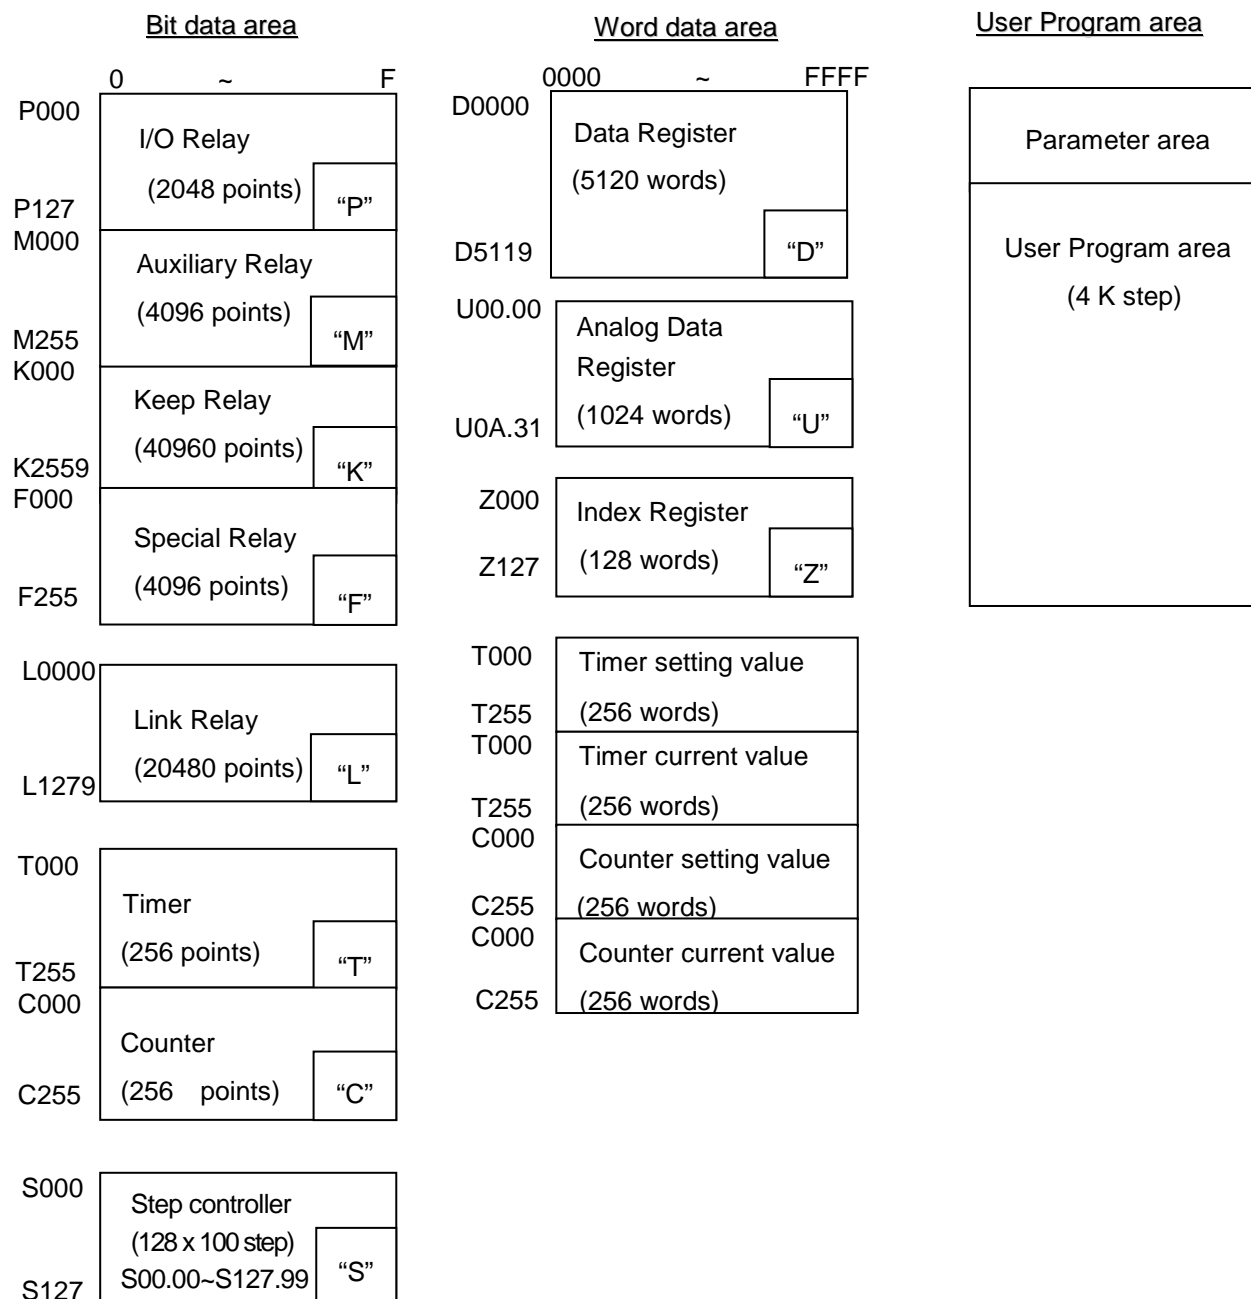 Bit data area
0 ~ F
P000
I/O Relay
(2048 points)
"P"
P127
M000
Auxiliary Relay
(4096 points)
"M"
M255
K000
Keep Relay
(40960 points)
"K"
K2559
F000
Special Relay
(4096 points)
"F"
F255
L0000
Link Relay
(20480 points)
"L"
L1279
T000
Timer
(256 points)
"T"
T255
C000
Counter
(256 points)
"C"
C255
S000
Step controller
(128 x 100 step)
S00.00~S127.99
"S"
S127
Word data area
0000 ~ FFFF
D0000
Data Register
(5120 words)
"D"
D5119
U00.00
Analog Data
Register
(1024 words)
"U"
U0A.31
Z000
Index Register
(128 words)
"Z"
Z127
T000
Timer setting value
(256 words)
T255
T000
Timer current value
(256 words)
T255
C000
Counter setting value
(256 words)
C255
C000
Counter current value
(256 words)
C255
User Program area
Parameter area
User Program area
(4 K step)